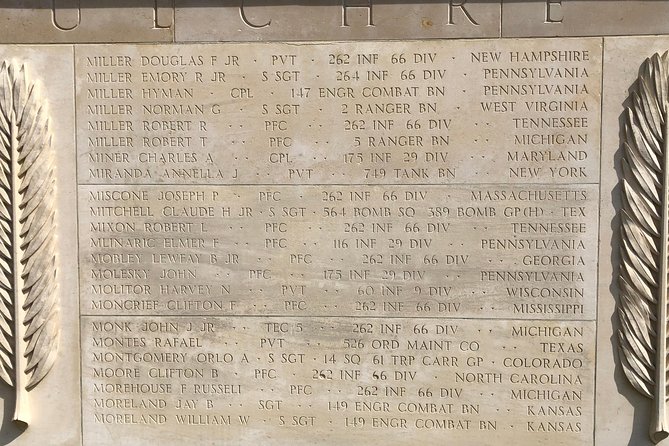 ULCHRE
MILLER DOUGLAS F JR · PVT · 262 INF 66 DIV · NEW HAMPSHIRE
MILLER EMORY R JR · S SGT · 264 INF 66 DIV · PENNSYLVANIA
MILLER HYMAN · CPL · 147 ENGR COMBAT BN · PENNSYLVANIA
MILLER NORMAN G · S SGT · 2 RANGER BN · WEST VIRGINIA
MILLER ROBERT R · PFC · 262 INF 66 DIV · TENNESSEE
MILLER ROBERT T · PFC · 5 RANGER BN · MICHIGAN
MINER CHARLES A · CPL · 175 INF 29 DIV · MARYLAND
MIRANDA ANNELLA J · PVT · 749 TANK BN · NEW YORK
MISCONE JOSEPH P · PFC · 262 INF 66 DIV · MASSACHUSETTS
MITCHELL CLAUDE H JR · S SGT · 564 BOMB SQ 389 BOMB GP (H) · TEX
MIXON ROBERT L · PFC · 262 INF 66 DIV · TENNESSEE
MLINARIC ELMER F · PFC · 116 INF 29 DIV · PENNSYLVANIA
MOBLEY LEWFAY B JR · PFC · 262 INF 66 DIV · GEORGIA
MOLESKY JOHN · PFC · 175 INF 29 DIV · PENNSYLVANIA
MOLITOR HARVEY N · PVT · 60 INF 9 DIV · WISCONSIN
MONCRIEF CLIFTON F · PFC · 262 INF 66 DIV · MISSISSIPPI
MONK JOHN J JR · TEC 5 · 262 INF 66 DIV · MICHIGAN
MONTES RAFAEL · PVT · 526 ORD MAINT CO · TEXAS
MONTGOMERY ORLO A · S SGT · 14 SQ 61 TRP CARR GP · COLORADO
MOORE CLIFTON B · PFC · 262 INF 66 DIV · NORTH CAROLINA
MOREHOUSE F RUSSELL · PFC · 262 INF 66 DIV · MICHIGAN
MORELAND JAY B · SGT · 149 ENGR COMBAT BN · KANSAS
MORELAND WILLIAM W · S SGT · 149 ENGR COMBAT BN · KANSAS